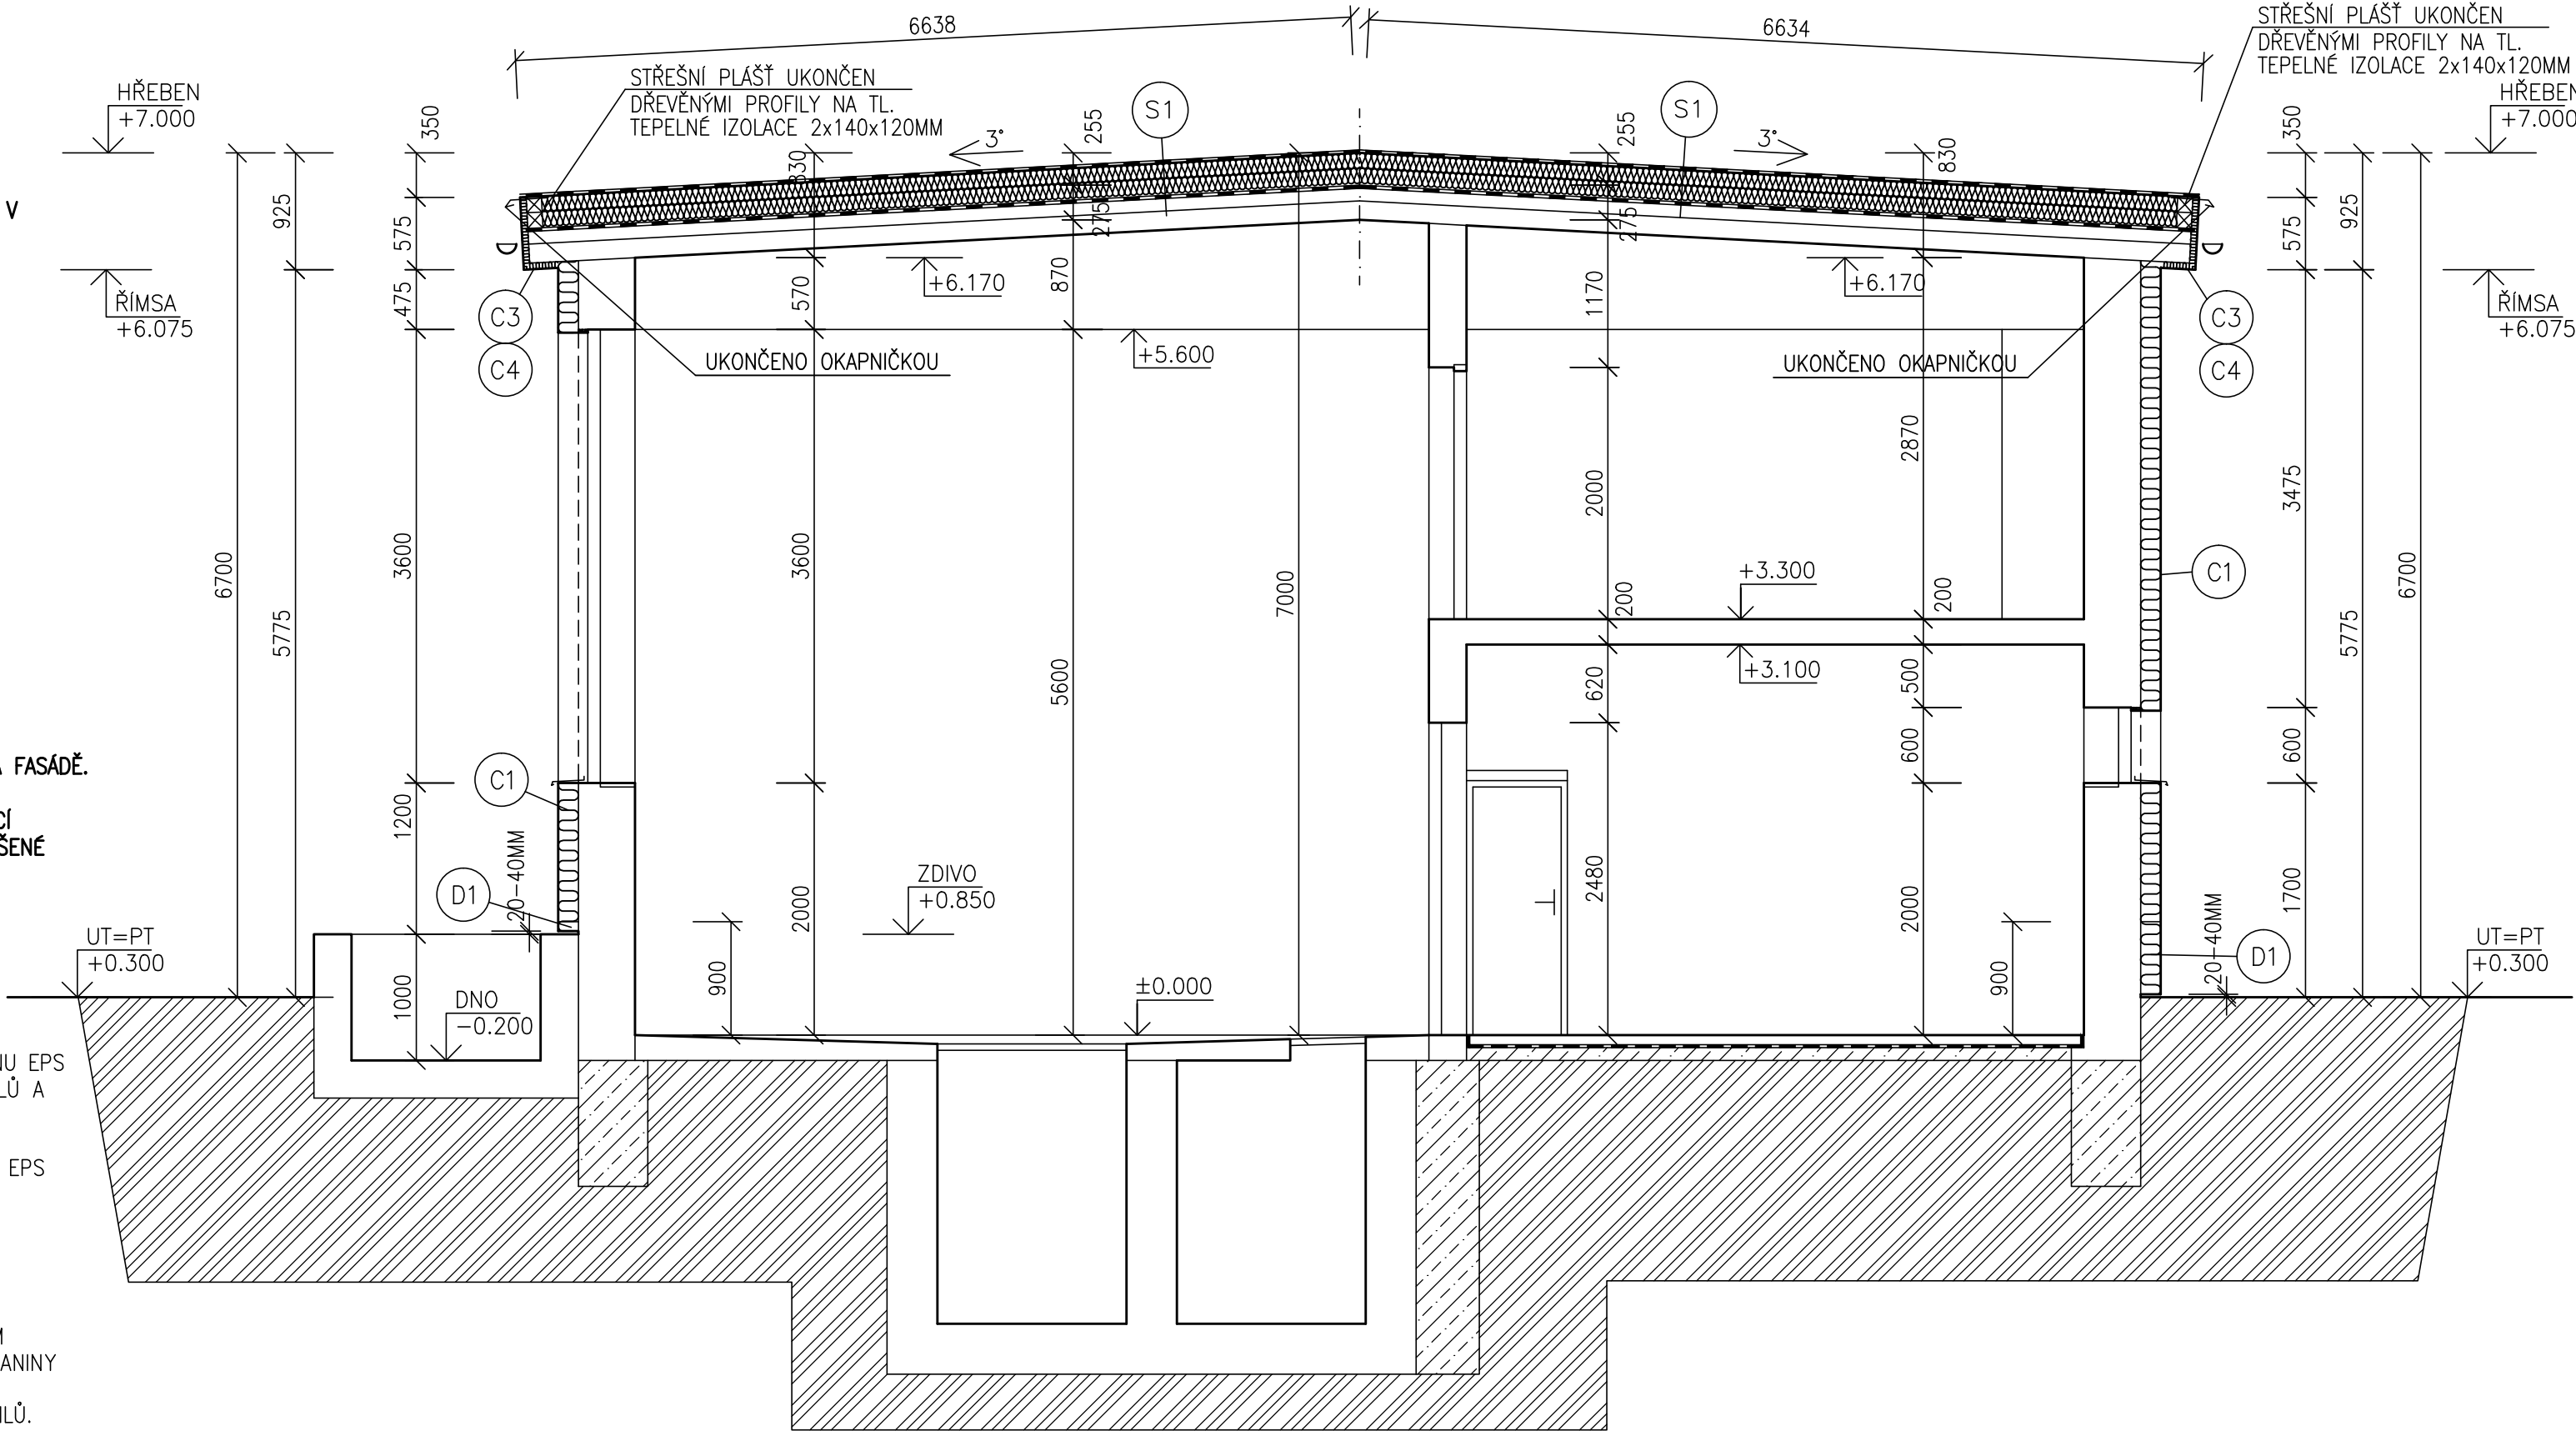 6638
6634
STŘEŠNÍ PLÁŠŤ UKONČEN
DŘEVĚNÝMI PROFILY NA TL.
TEPELNÉ IZOLACE 2x140x120MM
STŘEŠNÍ PLÁŠŤ UKONČEN
DŘEVĚNÝMI PROFILY NA TL.
TEPELNÉ IZOLACE 2x140x120MM
HŘEBEN
+7.000
HŘEBEN
+7.000
350
830
255
S1
3°
S1
255
3°
830
350
V
925
575
275
275
575
925
ŘÍMSA
+6.075
475
C3
C4
570
+6.170
870
1170
+6.170
C3
C4
ŘÍMSA
+6.075
UKONČENO OKAPNIČKOU
+5.600
UKONČENO OKAPNIČKOU
2870
2000
3475
6700
5775
3600
3600
5600
7000
200
+3.300
200
C1
5775
6700
+3.100
620
500
600
600
FASÁDĚ.
C1
1200
ŠENÉ
D1
20-40MM
2000
ZDIVO
+0.850
2480
2000
1700
20-40MM
D1
UT=PT
+0.300
UT=PT
+0.300
1000
DNO
-0.200
900
±0.000
900
NU EPS
LŮ A
EPS
ANINY
LŮ.